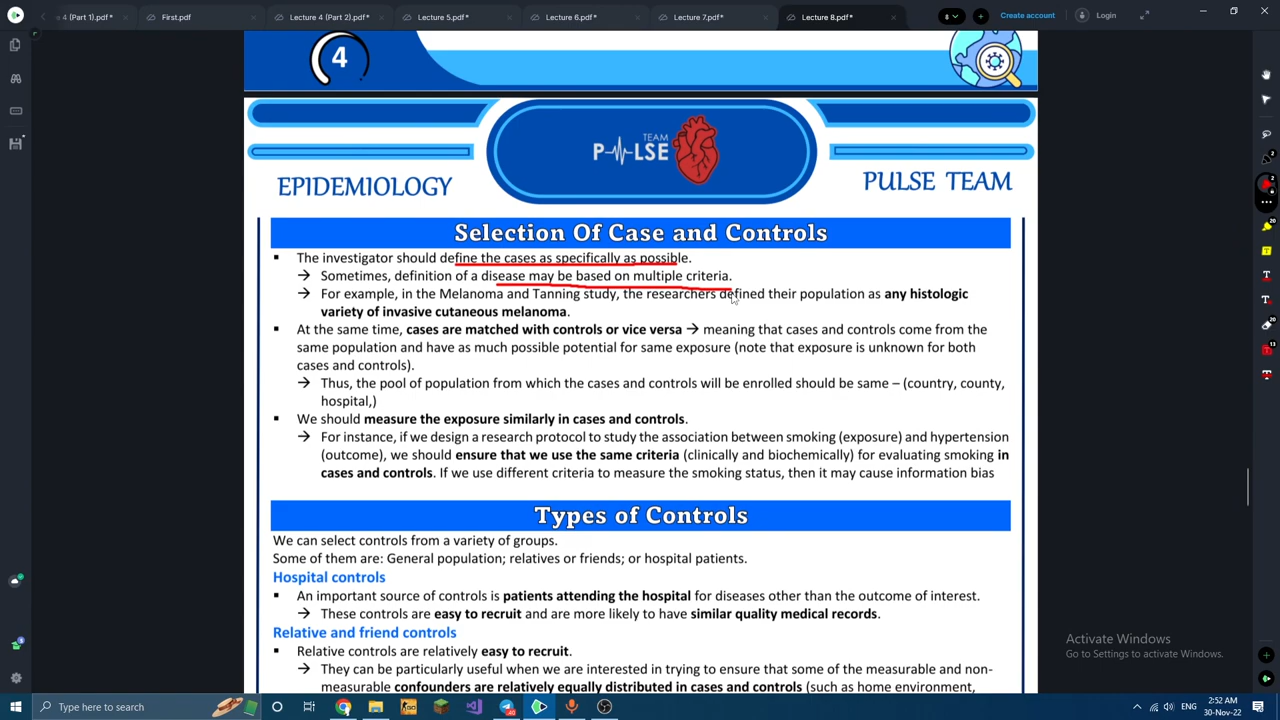 4 (Part 1).pdf*
First.pdf
Lecture 4 (Part 2).pdf*
Lecture 5.pdf*
Lecture 6.pdf*
Lecture 7.pdf*
Lecture 8.pdf*
8
Create account
Login
4
TEAM
PULSE
EPIDEMIOLOGY
PULSE TEAM
Selection Of Case and Controls
▪ The investigator should define the cases as specifically as possible.
→ Sometimes, definition of a disease may be based on multiple criteria.
→ For example, in the Melanoma and Tanning study, the researchers defined their population as any histologic
variety of invasive cutaneous melanoma.
▪ At the same time, cases are matched with controls or vice versa → meaning that cases and controls come from the
same population and have as much possible potential for same exposure (note that exposure is unknown for both
cases and controls).
→ Thus, the pool of population from which the cases and controls will be enrolled should be same – (country, county,
hospital,)
▪ We should measure the exposure similarly in cases and controls.
→ For instance, if we design a research protocol to study the association between smoking (exposure) and hypertension
(outcome), we should ensure that we use the same criteria (clinically and biochemically) for evaluating smoking in
cases and controls. If we use different criteria to measure the smoking status, then it may cause information bias
Types of Controls
We can select controls from a variety of groups.
Some of them are: General population; relatives or friends; or hospital patients.
Hospital controls
▪ An important source of controls is patients attending the hospital for diseases other than the outcome of interest.
→ These controls are easy to recruit and are more likely to have similar quality medical records.
Relative and friend controls
▪ Relative controls are relatively easy to recruit.
→ They can be particularly useful when we are interested in trying to ensure that some of the measurable and non-
measurable confounders are relatively equally distributed in cases and controls (such as home environment,
Activate Windows
Go to Settings to activate Windows.
Type here to search
2:52 AM
ENG
30-Nov-22